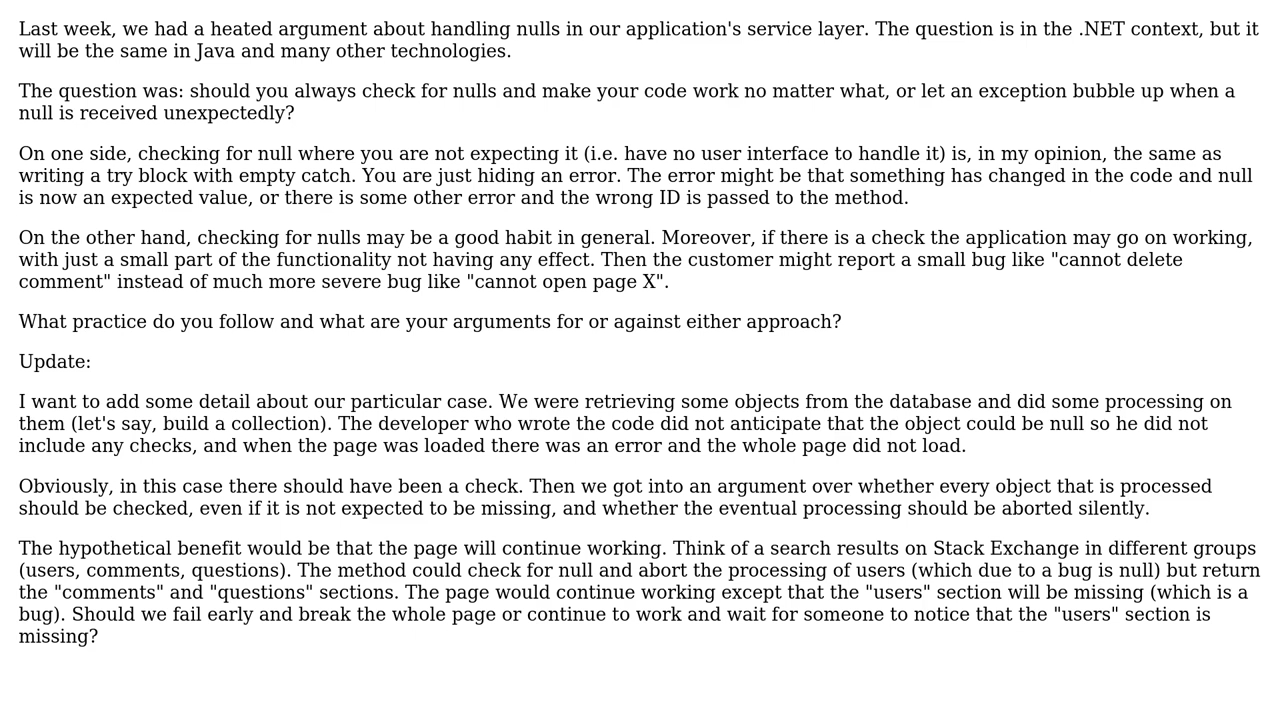 Last week, we had a heated argument about handling nulls in our application's service layer. The question is in the .NET context, but it
will be the same in Java and many other technologies.
The question was: should you always check for nulls and make your code work no matter what, or let an exception bubble up when a
null is received unexpectedly?
On one side, checking for null where you are not expecting it (i.e. have no user interface to handle it) is, in my opinion, the same as
writing a try block with empty catch. You are just hiding an error. The error might be that something has changed in the code and null
is now an expected value, or there is some other error and the wrong ID is passed to the method.
On the other hand, checking for nulls may be a good habit in general. Moreover, if there is a check the application may go on working,
with just a small part of the functionality not having any effect. Then the customer might report a small bug like "cannot delete
comment" instead of much more severe bug like "cannot open page X".
What practice do you follow and what are your arguments for or against either approach?
Update:
I want to add some detail about our particular case. We were retrieving some objects from the database and did some processing on
them (let's say, build a collection). The developer who wrote the code did not anticipate that the object could be null so he did not
include any checks, and when the page was loaded there was an error and the whole page did not load.
Obviously, in this case there should have been a check. Then we got into an argument over whether every object that is processed
should be checked, even if it is not expected to be missing, and whether the eventual processing should be aborted silently.
The hypothetical benefit would be that the page will continue working. Think of a search results on Stack Exchange in different groups
(users, comments, questions). The method could check for null and abort the processing of users (which due to a bug is null) but return
the "comments" and "questions" sections. The page would continue working except that the "users" section will be missing (which is a
bug). Should we fail early and break the whole page or continue to work and wait for someone to notice that the "users" section is
missing?